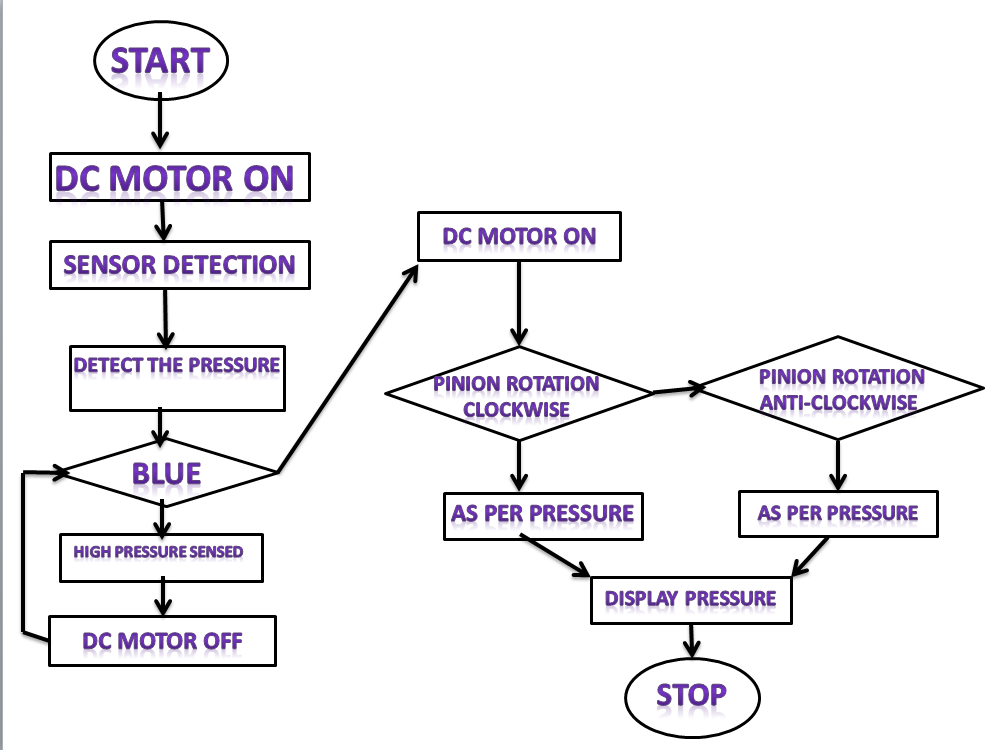 START
DC MOTOR ON
SENSOR DETECTION
DETECT THE PRESSURE
BLUE
HIGH PRESSURE SENSED
DC MOTOR OFF
DC MOTOR ON
PINION ROTATION
CLOCKWISE
PINION ROTATION
ANTI-CLOCKWISE
AS PER PRESSURE
AS PER PRESSURE
DISPLAY PRESSURE
STOP